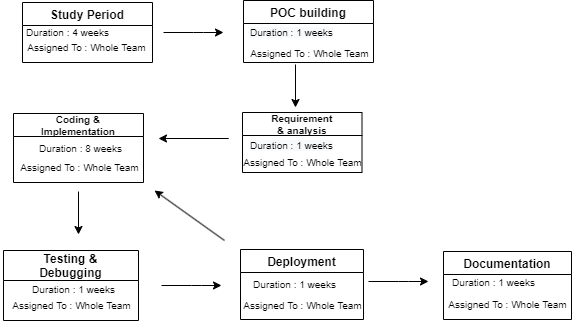 Study Period
Duration : 4 weeks
Assigned To : Whole Team
POC building
Duration : 1 weeks
Assigned To : Whole Team
Coding &
Implementation
Duration : 8 weeks
Assigned To : Whole Team
Requirement
& analysis
Duration : 1 weeks
Assigned To : Whole Team
Testing &
Debugging
Duration : 1 weeks
Assigned To : Whole Team
Deployment
Duration : 1 weeks
Assigned To : Whole Team
Documentation
Duration : 1 weeks
Assigned To : Whole Team